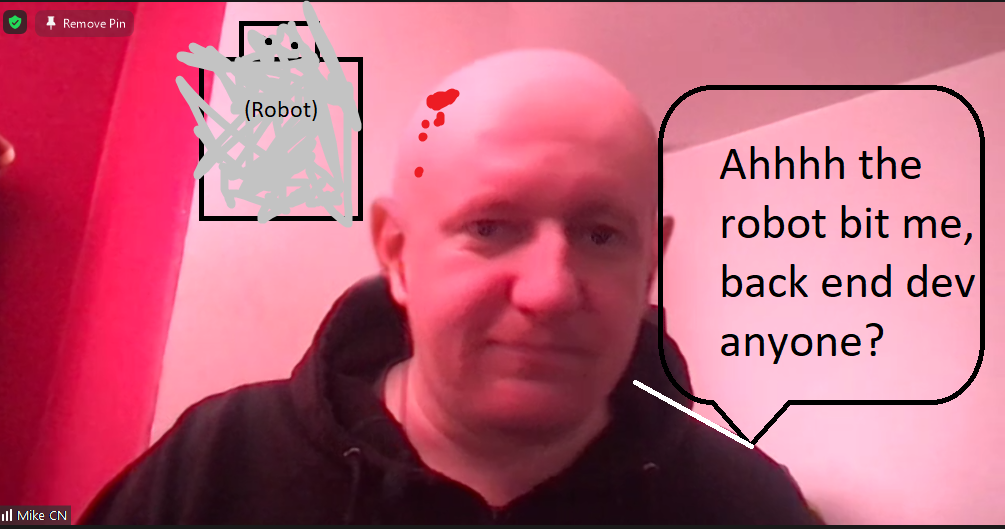 Remove Pin
(Robot)
Ahhhh the
robot bit me,
back end dev
anyone?
Mike CN